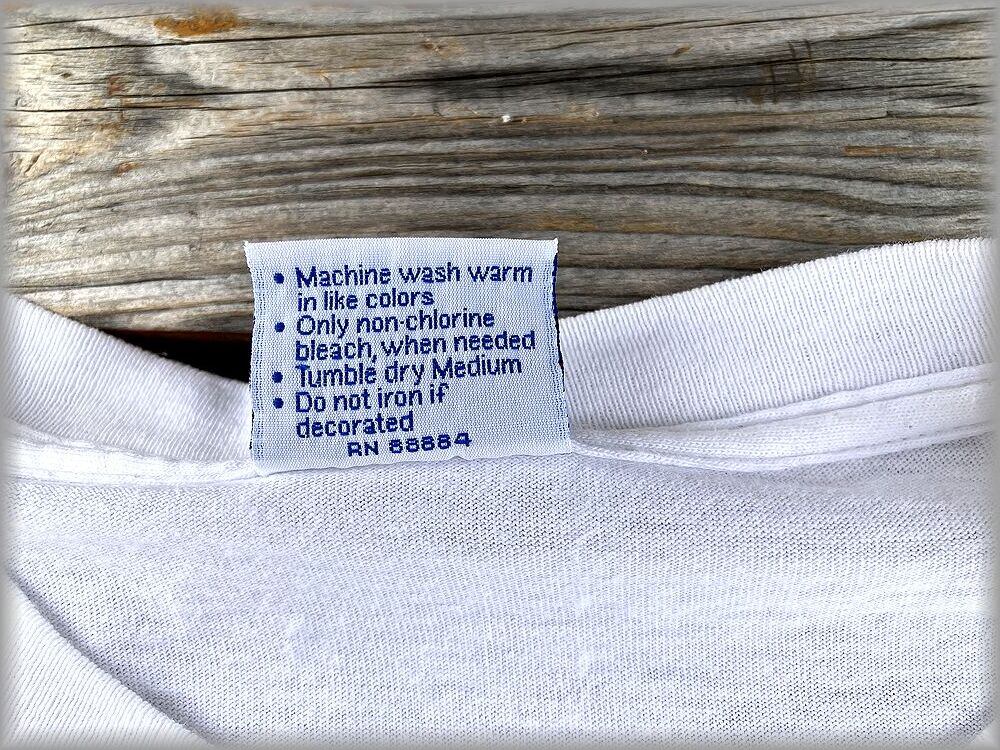 • Machine wash warm
in like colors
• Only non-chlorine
bleach, when needed
• Tumble dry Medium
• Do not iron if
decorated
RN 88884